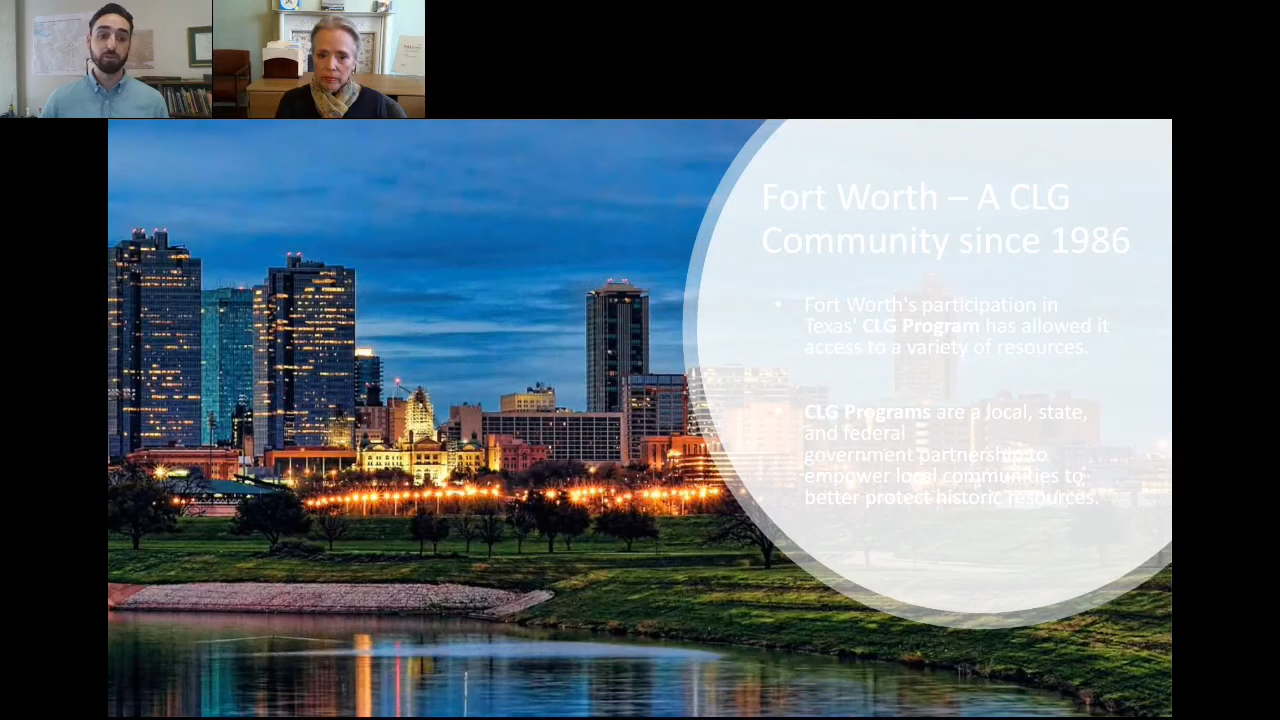 Fort Worth – A CLG
Community since 1986
• Fort Worth's participation in
Texas' CLG Program has allowed it
access to a variety of resources.
CLG Programs are a local, state,
and federal
government partnership to
empower local communities to
better protect historic resources.